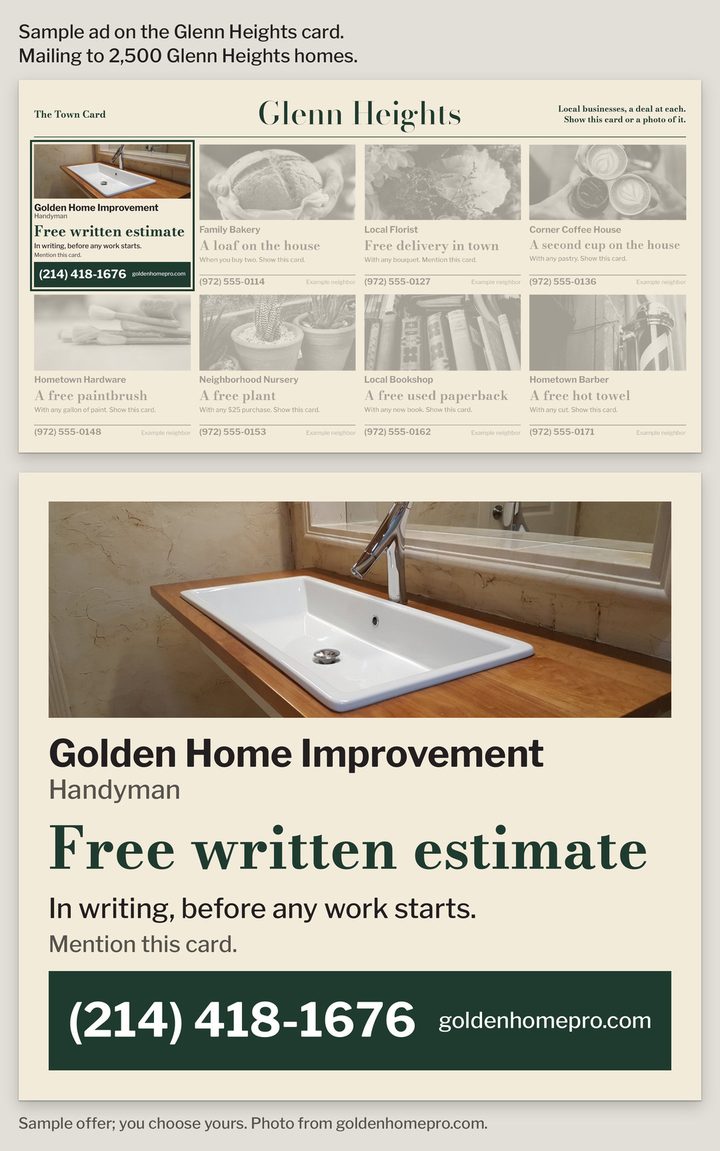 Sample ad on the Glenn Heights card.
Mailing to 2,500 Glenn Heights homes.
The Town Card
Glenn Heights
Local businesses, a deal at each.
Show this card or a photo of it.
Golden Home Improvement
Handyman
Free written estimate
In writing, before any work starts.
Mention this card.
(214) 418-1676 goldenhomepro.com
Family Bakery
A loaf on the house
When you buy two. Show this card.
(972) 555-0114 Example neighbor
Local Florist
Free delivery in town
With any bouquet. Mention this card.
(972) 555-0127 Example neighbor
Corner Coffee House
A second cup on the house
With any pastry. Show this card.
(972) 555-0136 Example neighbor
Hometown Hardware
A free paintbrush
With any gallon of paint. Show this card.
(972) 555-0148 Example neighbor
Neighborhood Nursery
A free plant
With any $25 purchase. Show this card.
(972) 555-0153 Example neighbor
Local Bookshop
A free used paperback
With any new book. Show this card.
(972) 555-0162 Example neighbor
Hometown Barber
A free hot towel
With any cut. Show this card.
(972) 555-0171 Example neighbor
Golden Home Improvement
Handyman
Free written estimate
In writing, before any work starts.
Mention this card.
(214) 418-1676 goldenhomepro.com
Sample offer; you choose yours. Photo from goldenhomepro.com.